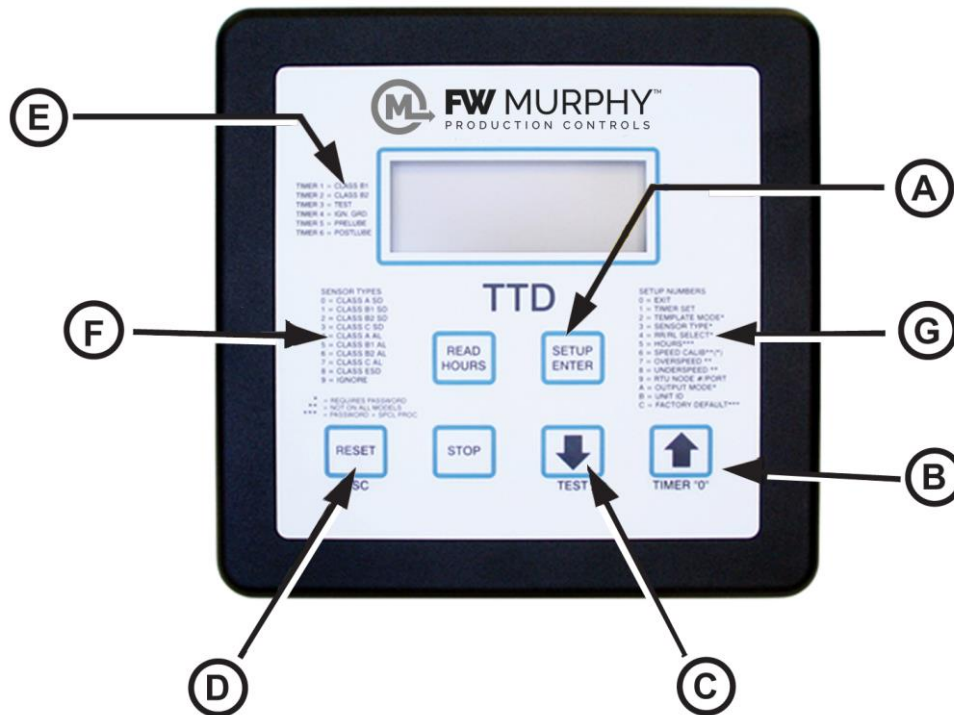 M FW MURPHY™
PRODUCTION CONTROLS
E
TIMER 1 = CLASS B1
TIMER 2 = CLASS B2
TIMER 3 = TEST
TIMER 4 = IGN. GRD
TIMER 5 = PRELUBE
TIMER 6 = POSTLUBE
A
TTD
SENSOR TYPES
0 = CLASS A SD
1 = CLASS B1 SD
2 = CLASS B2 SD
3 = CLASS C SD
= CLASS A AL
5 = CLASS B1 AL
6 = CLASS B2 AL
7 = CLASS C AL
8 = CLASS ESD
9 = IGNORE
F
READ
HOURS
SETUP
ENTER
SETUP NUMBERS
0 = EXIT
1 = TIMER SET
2 = TEMPLATE MODE*
3 = SENSOR TYPE*
4 = RR/RL SELECT*
5 = HOURS***
6 = SPEED CALIB**(*)
7 = OVERSPEED **
8 = UNDERSPEED **
9 = RTU NODE #/PORT
A = OUTPUT MODE*
B = UNIT ID
C = FACTORY DEFAULT***
G
* = REQUIRES PASSWORD
** = NOT ON ALL MODELS
*** = PASSWORD + SPCL PROC
RESET
SC
STOP
TEST
TIMER "0"
B
D
C